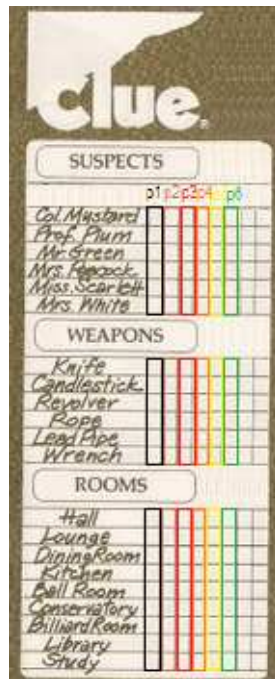 Clue®
SUSPECTS
p1 p2 p3 p4 p6
Col. Mustard
Prof. Plum
Mr. Green
Mrs. Peacock
Miss. Scarlett
Mrs. White
WEAPONS
Knife
Candlestick
Revolver
Rope
Lead Pipe
Wrench
ROOMS
Hall
Lounge
Dining Room
Kitchen
Ball Room
Conservatory
Billiard Room
Library
Study